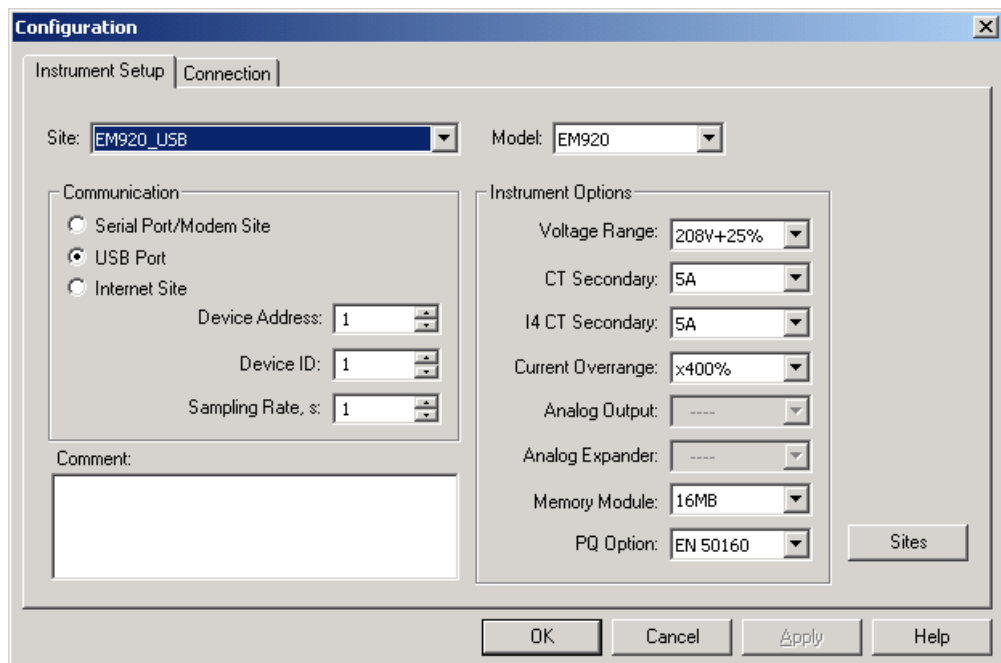 Configuration
Instrument Setup
Connection
Site: EM920_USB
Model: EM920
Communication
Serial Port/Modem Site
USB Port
Internet Site
Device Address: 1
Device ID: 1
Sampling Rate, s: 1
Comment:
Instrument Options
Voltage Range: 208V+25%
CT Secondary: 5A
I4 CT Secondary: 5A
Current Overrange: x400%
Analog Output: ----
Analog Expander: ----
Memory Module: 16MB
PQ Option: EN 50160
Sites
OK
Cancel
Apply
Help